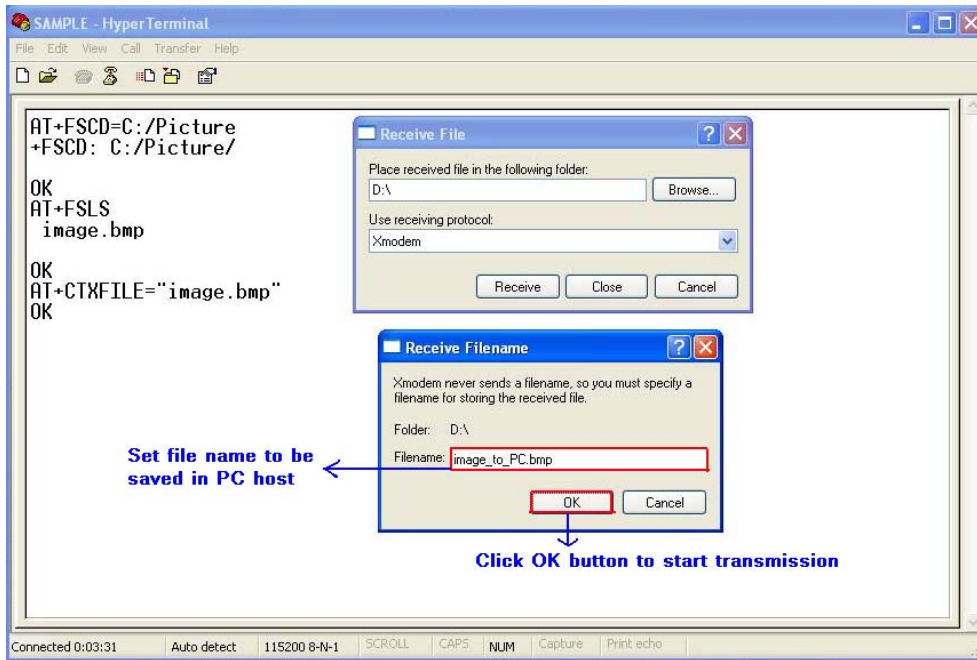 SAMPLE - HyperTerminal
File Edit View Call Transfer Help
AT+FSCD=C:/Picture
+FSCD: C:/Picture/
OK
AT+FSLS
image.bmp
OK
AT+CTXFILE="image.bmp"
OK
Receive File
Place received file in the following folder:
D:\
Browse...
Use receiving protocol:
Xmodem
Receive
Close
Cancel
Receive Filename
Xmodem never sends a filename, so you must specify a
filename for storing the received file.
Folder: D:\
Filename: image_to_PC.bmp
OK
Cancel
Set file name to be
saved in PC host
Click OK button to start transmission
Connected 0:03:31 Auto detect 115200 8-N-1 SCROLL CAPS NUM Capture Print echo